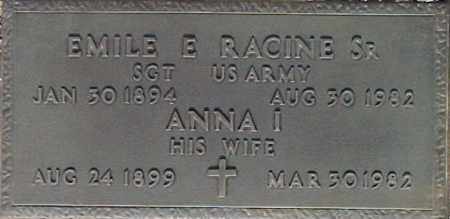 EMILE E RACINE SR
SGT US ARMY
JAN 30 1894 AUG 30 1982
ANNA I
HIS WIFE
AUG 24 1899 MAR 30 1982